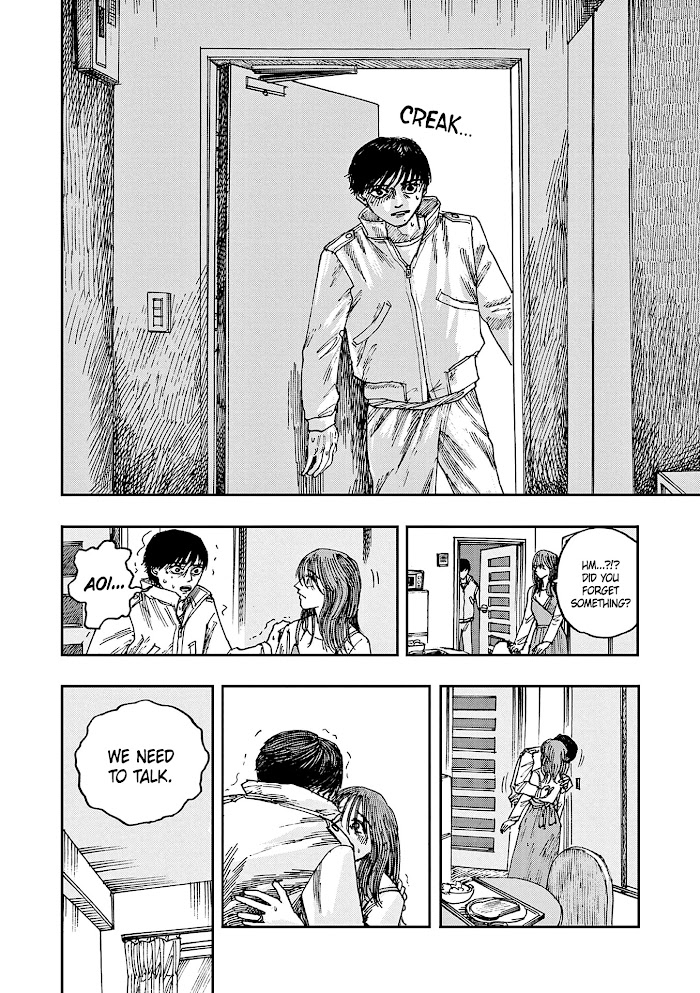 CREAK...
HM...?!?
DID YOU
FORGET
SOMETHING?
AOI...
WE NEED
TO TALK.